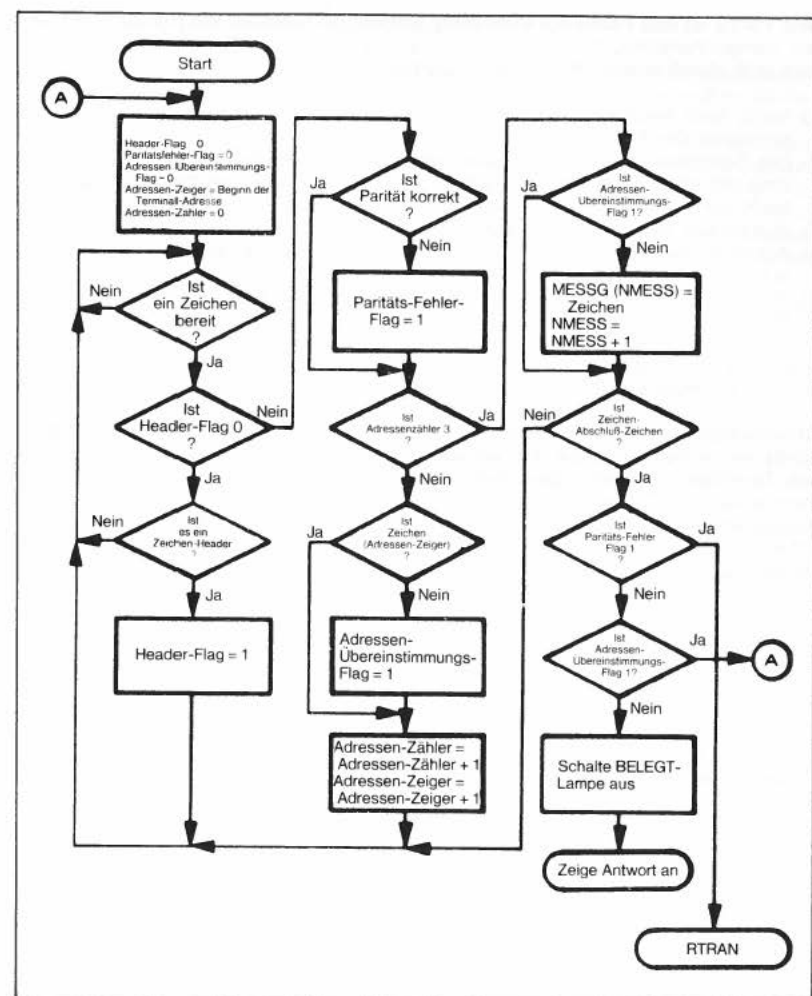 Start
A
Header-Flag 0
Paritätsfehler-Flag = 0
Adressen Übereinstimmungs-
Flag = 0
Adressen-Zeiger = Beginn der
Terminall-Adresse
Adressen-Zähler = 0
Ist
ein Zeichen
bereit
?
Nein
Ja
Ist
Header-Flag 0
?
Nein
Ja
Ist
es ein
Zeichen-Header
?
Nein
Ja
Header-Flag = 1
Ist
Parität korrekt
?
Ja
Nein
Paritäts-Fehler-
Flag = 1
Ist
Adressenzähler 3
?
Ja
Nein
Ist
Zeichen
(Adressen-Zeiger)
?
Ja
Nein
Adressen-
Übereinstimmungs-
Flag = 1
Adressen-Zähler =
Adressen-Zähler + 1
Adressen-Zeiger =
Adressen-Zeiger + 1
Ist
Adressen-
Übereinstimmungs-
Flag 1?
Ja
Nein
MESSG (NMESS) =
Zeichen
NMESS =
NMESS + 1
Ist
Zeichen-
Abschluß-Zeichen
?
Nein
Ja
Ist
Paritäts-Fehler
Flag 1
?
Ja
Nein
Ist
Adressen-
Übereinstimmungs-
Flag 1?
Ja
A
Nein
Schalte BELEGT-
Lampe aus
Zeige Antwort an
RTRAN